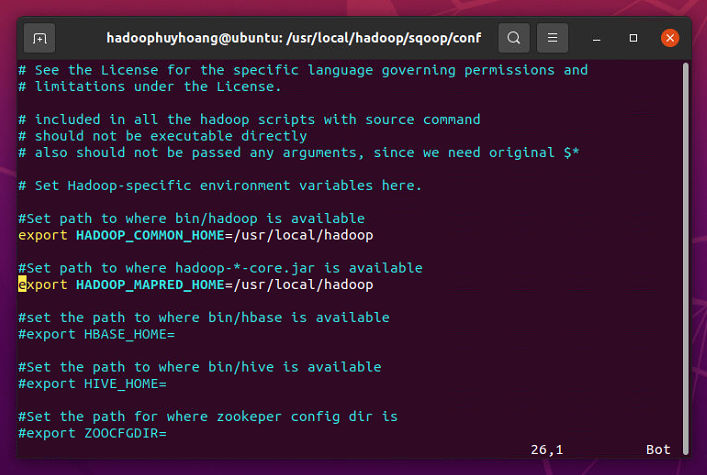 hadoophuyhoang@ubuntu: /usr/local/hadoop/sqoop/conf
# See the License for the specific language governing permissions and
# limitations under the License.
# included in all the hadoop scripts with source command
# should not be executable directly
# also should not be passed any arguments, since we need original $*
# Set Hadoop-specific environment variables here.
#Set path to where bin/hadoop is available
export HADOOP_COMMON_HOME=/usr/local/hadoop
#Set path to where hadoop-*-core.jar is available
export HADOOP_MAPRED_HOME=/usr/local/hadoop
#set the path to where bin/hbase is available
#export HBASE_HOME=
#Set the path to where bin/hive is available
#export HIVE_HOME=
#Set the path for where zookeper config dir is
#export ZOOCFGDIR=
26,1 Bot